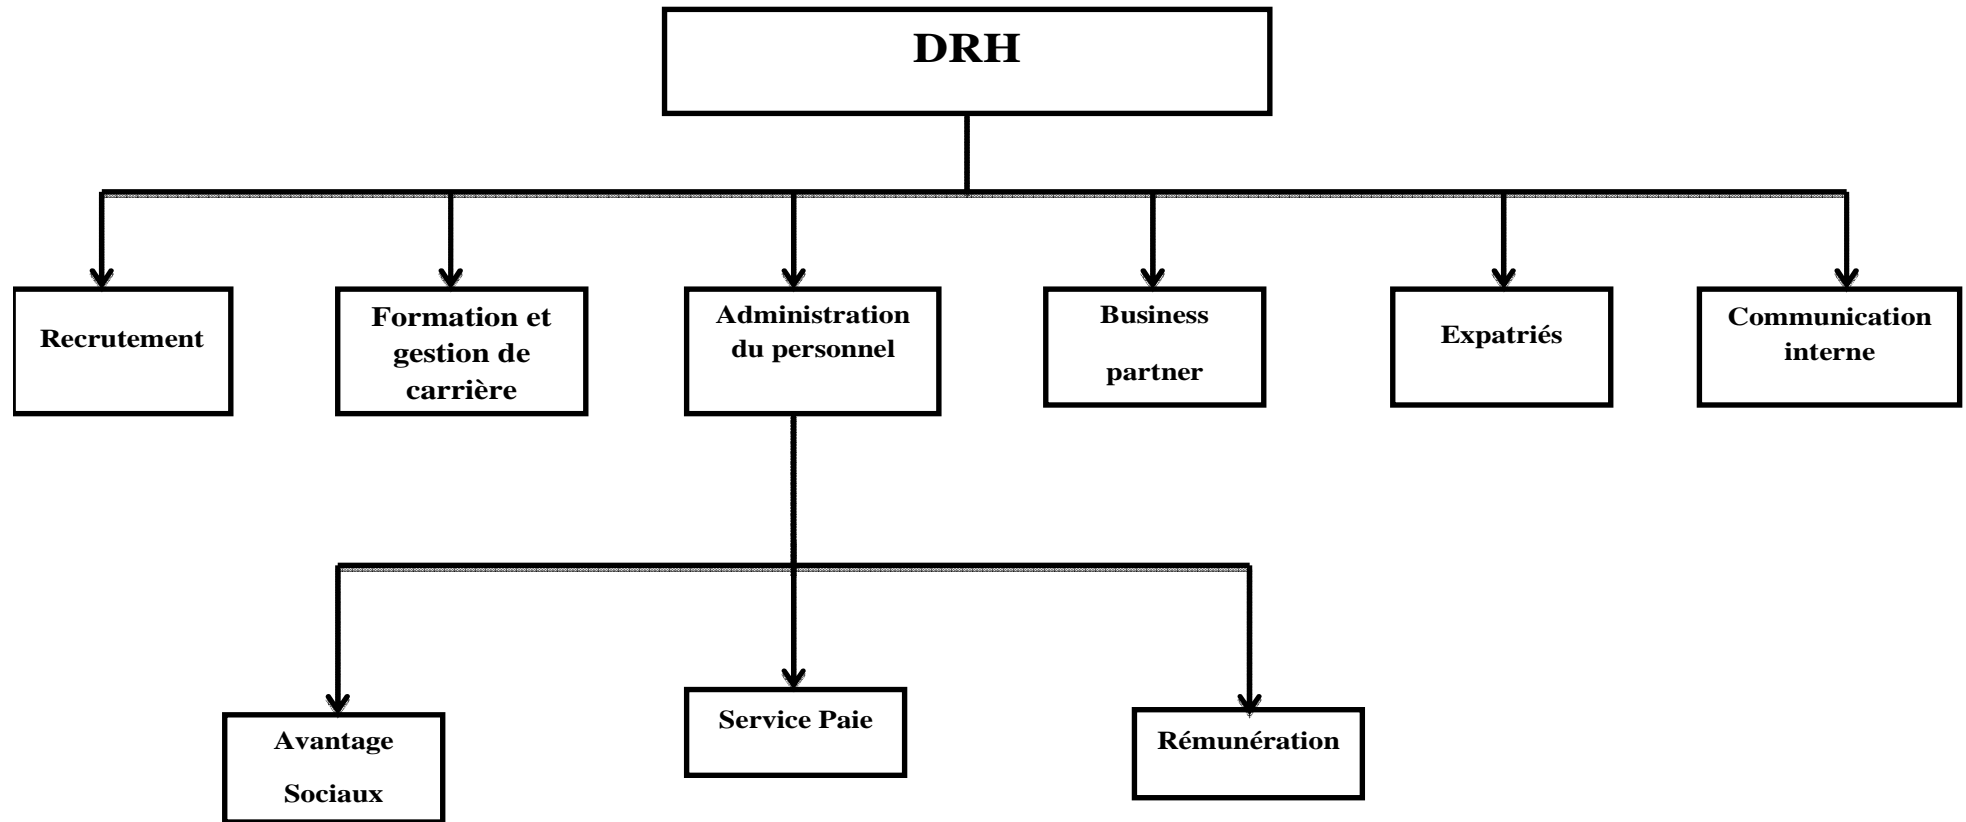 DRH
Recrutement
Formation et
gestion de
carrière
Administration
du personnel
Business
partner
Expatriés
Communication
interne
Avantage
Sociaux
Service Paie
Rémunération